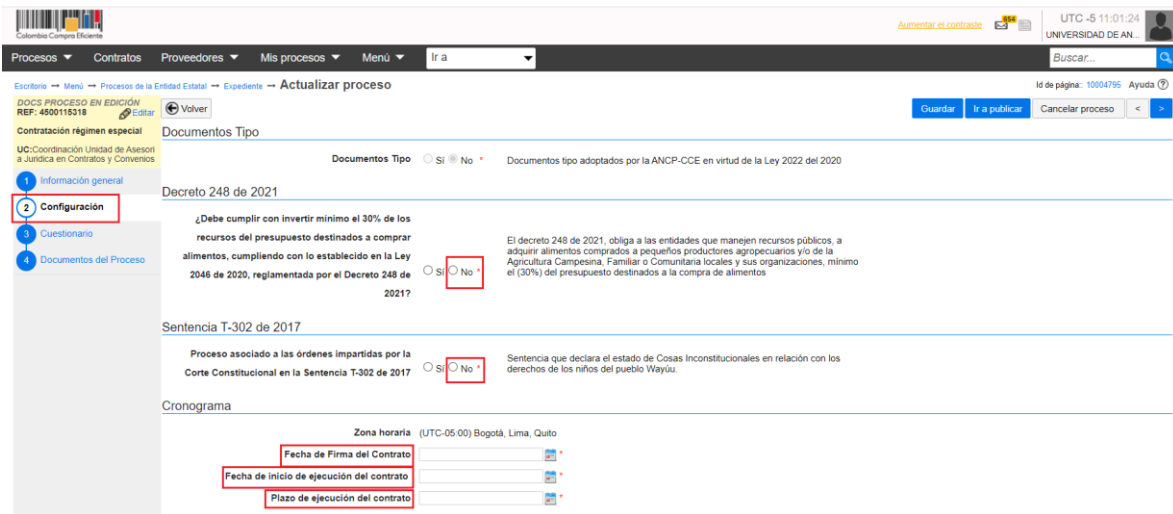 Colombia Compra Eficiente
Aumentar el contraste
654
UTC -5 11:01:24
UNIVERSIDAD DE AN...
Procesos Contratos Proveedores Mis procesos Menú Ir a Buscar...
Escritorio → Menú → Procesos de la Entidad Estatal → Expediente → Actualizar proceso
Id de página:: 10004795 Ayuda
DOCS PROCESO EN EDICIÓN
REF: 4500115318 Editar
Contratación régimen especial
UC:Coordinación Unidad de Asesorí
a Jurídica en Contratos y Convenios
1 Información general
2 Configuración
3 Cuestionario
4 Documentos del Proceso
Volver
Guardar Ir a publicar Cancelar proceso < >
Documentos Tipo
Documentos Tipo Sí No * Documentos tipo adoptados por la ANCP-CCE en virtud de la Ley 2022 del 2020
Decreto 248 de 2021
¿Debe cumplir con invertir mínimo el 30% de los
recursos del presupuesto destinados a comprar
alimentos, cumpliendo con lo establecido en la Ley
2046 de 2020, reglamentada por el Decreto 248 de
2021?
Sí No *
El decreto 248 de 2021, obliga a las entidades que manejen recursos públicos, a
adquirir alimentos comprados a pequeños productores agropecuarios y/o de la
Agricultura Campesina, Familiar o Comunitaria locales y sus organizaciones, mínimo
el (30%) del presupuesto destinados a la compra de alimentos
Sentencia T-302 de 2017
Proceso asociado a las órdenes impartidas por la
Corte Constitucional en la Sentencia T-302 de 2017
Sí No *
Sentencia que declara el estado de Cosas Inconstitucionales en relación con los
derechos de los niños del pueblo Wayúu.
Cronograma
Zona horaria (UTC-05:00) Bogotá, Lima, Quito
Fecha de Firma del Contrato *
Fecha de inicio de ejecución del contrato *
Plazo de ejecución del contrato *